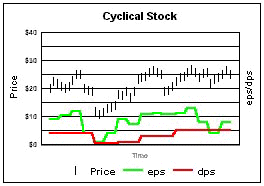 Cyclical Stock
$40
$30
$20
$10
$0
Price
eps/dps
Time
Price eps dps